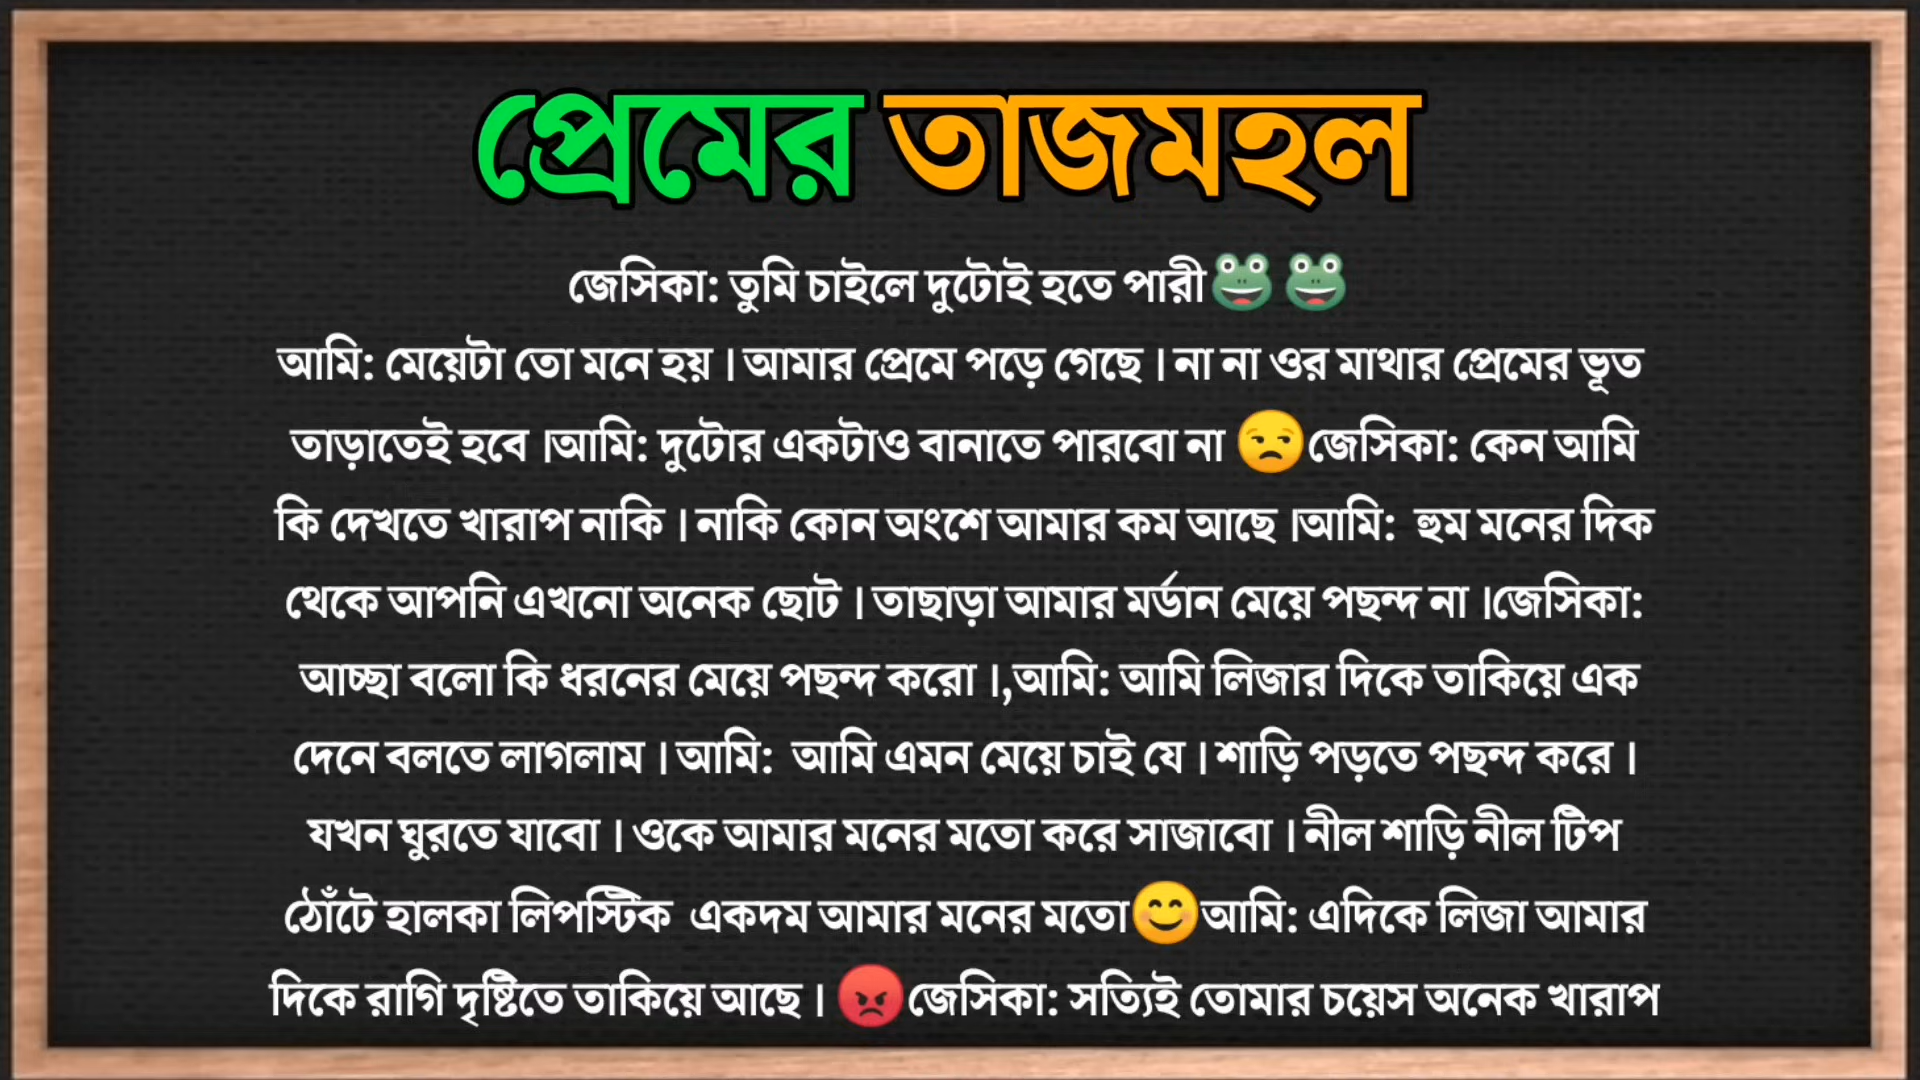 প্রেমের তাজমহল
জেসিকা: তুমি চাইলে দুটোই হতে পারী🐸 🐸
আমি: মেয়েটা তো মনে হয় । আমার প্রেমে পড়ে গেছে । না না ওর মাথার প্রেমের ভূত
তাড়াতেই হবে ।আমি: দুটোর একটাও বানাতে পারবো না 😒জেসিকা: কেন আমি
কি দেখতে খারাপ নাকি । নাকি কোন অংশে আমার কম আছে ।আমি:  হুম মনের দিক
থেকে আপনি এখনো অনেক ছোট । তাছাড়া আমার মর্ডান মেয়ে পছন্দ না ।জেসিকা:
আচ্ছা বলো কি ধরনের মেয়ে পছন্দ করো ।,আমি: আমি লিজার দিকে তাকিয়ে এক
দেনে বলতে লাগলাম । আমি:  আমি এমন মেয়ে চাই যে । শাড়ি পড়তে পছন্দ করে ।
যখন ঘুরতে যাবো । ওকে আমার মনের মতো করে সাজাবো । নীল শাড়ি নীল টিপ
ঠোঁটে হালকা লিপস্টিক  একদম আমার মনের মতো😊আমি: এদিকে লিজা আমার
দিকে রাগি দৃষ্টিতে তাকিয়ে আছে । 😡জেসিকা: সত্যিই তোমার চয়েস অনেক খারাপ